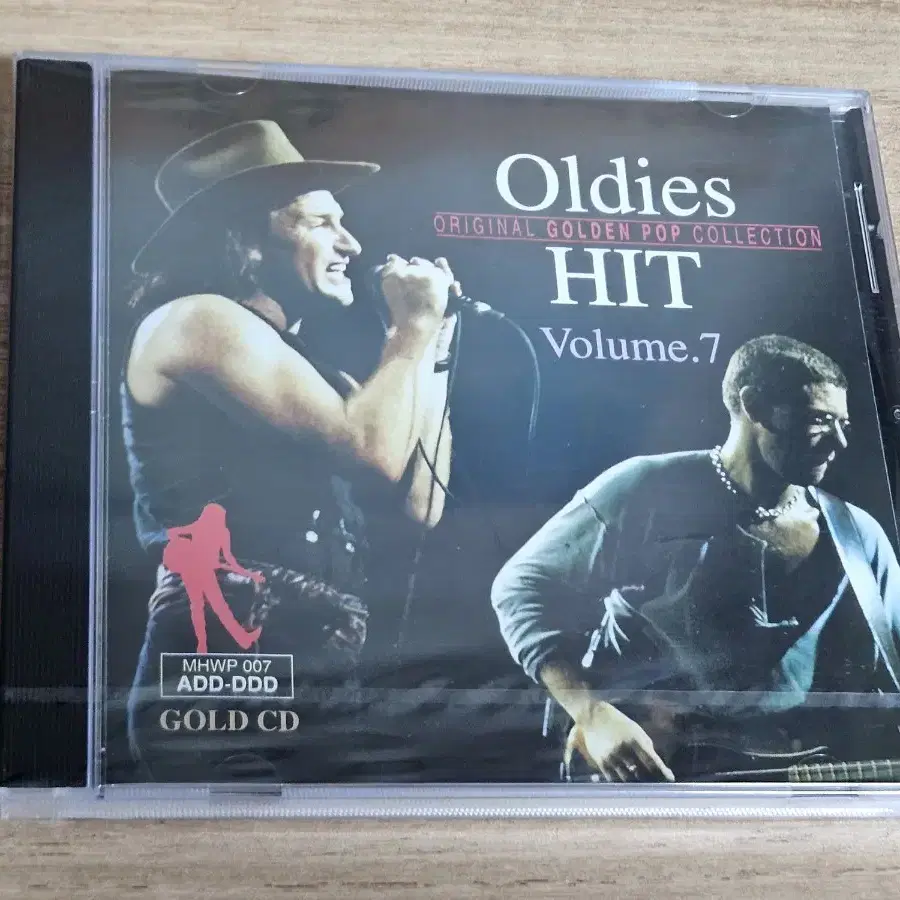 Oldies
ORIGINAL GOLDEN POP COLLECTION
HIT
Volume.7
MHWP 007
ADD-DDD
GOLD CD